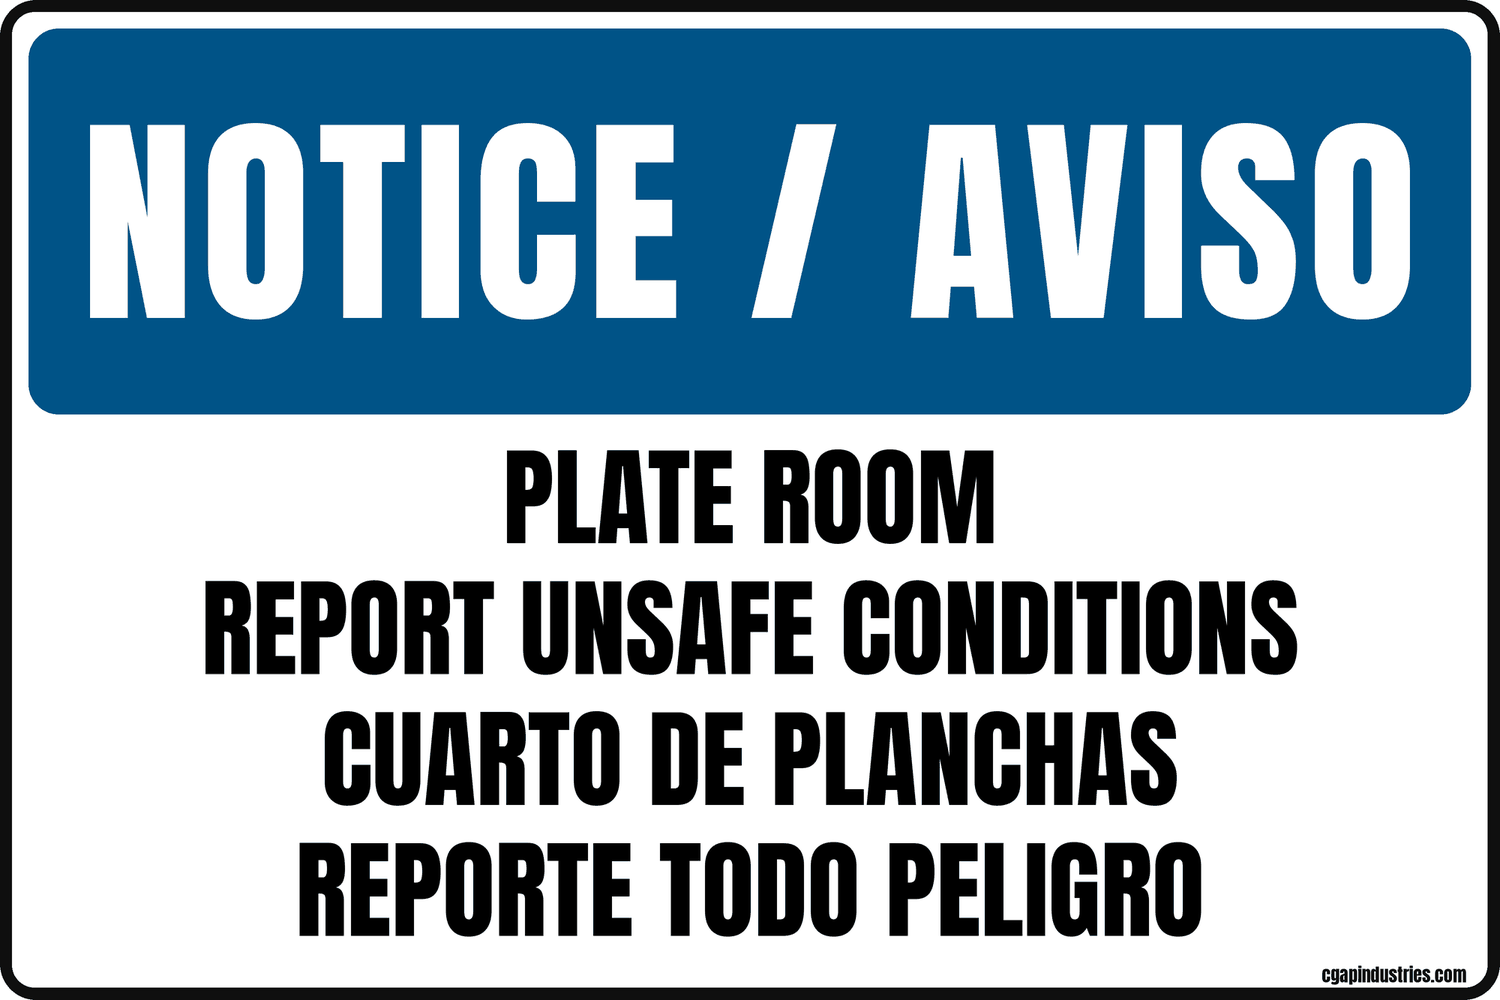 NOTICE / AVISO
PLATE ROOM
REPORT UNSAFE CONDITIONS
CUARTO DE PLANCHAS
REPORTE TODO PELIGRO
cgapindustries.com